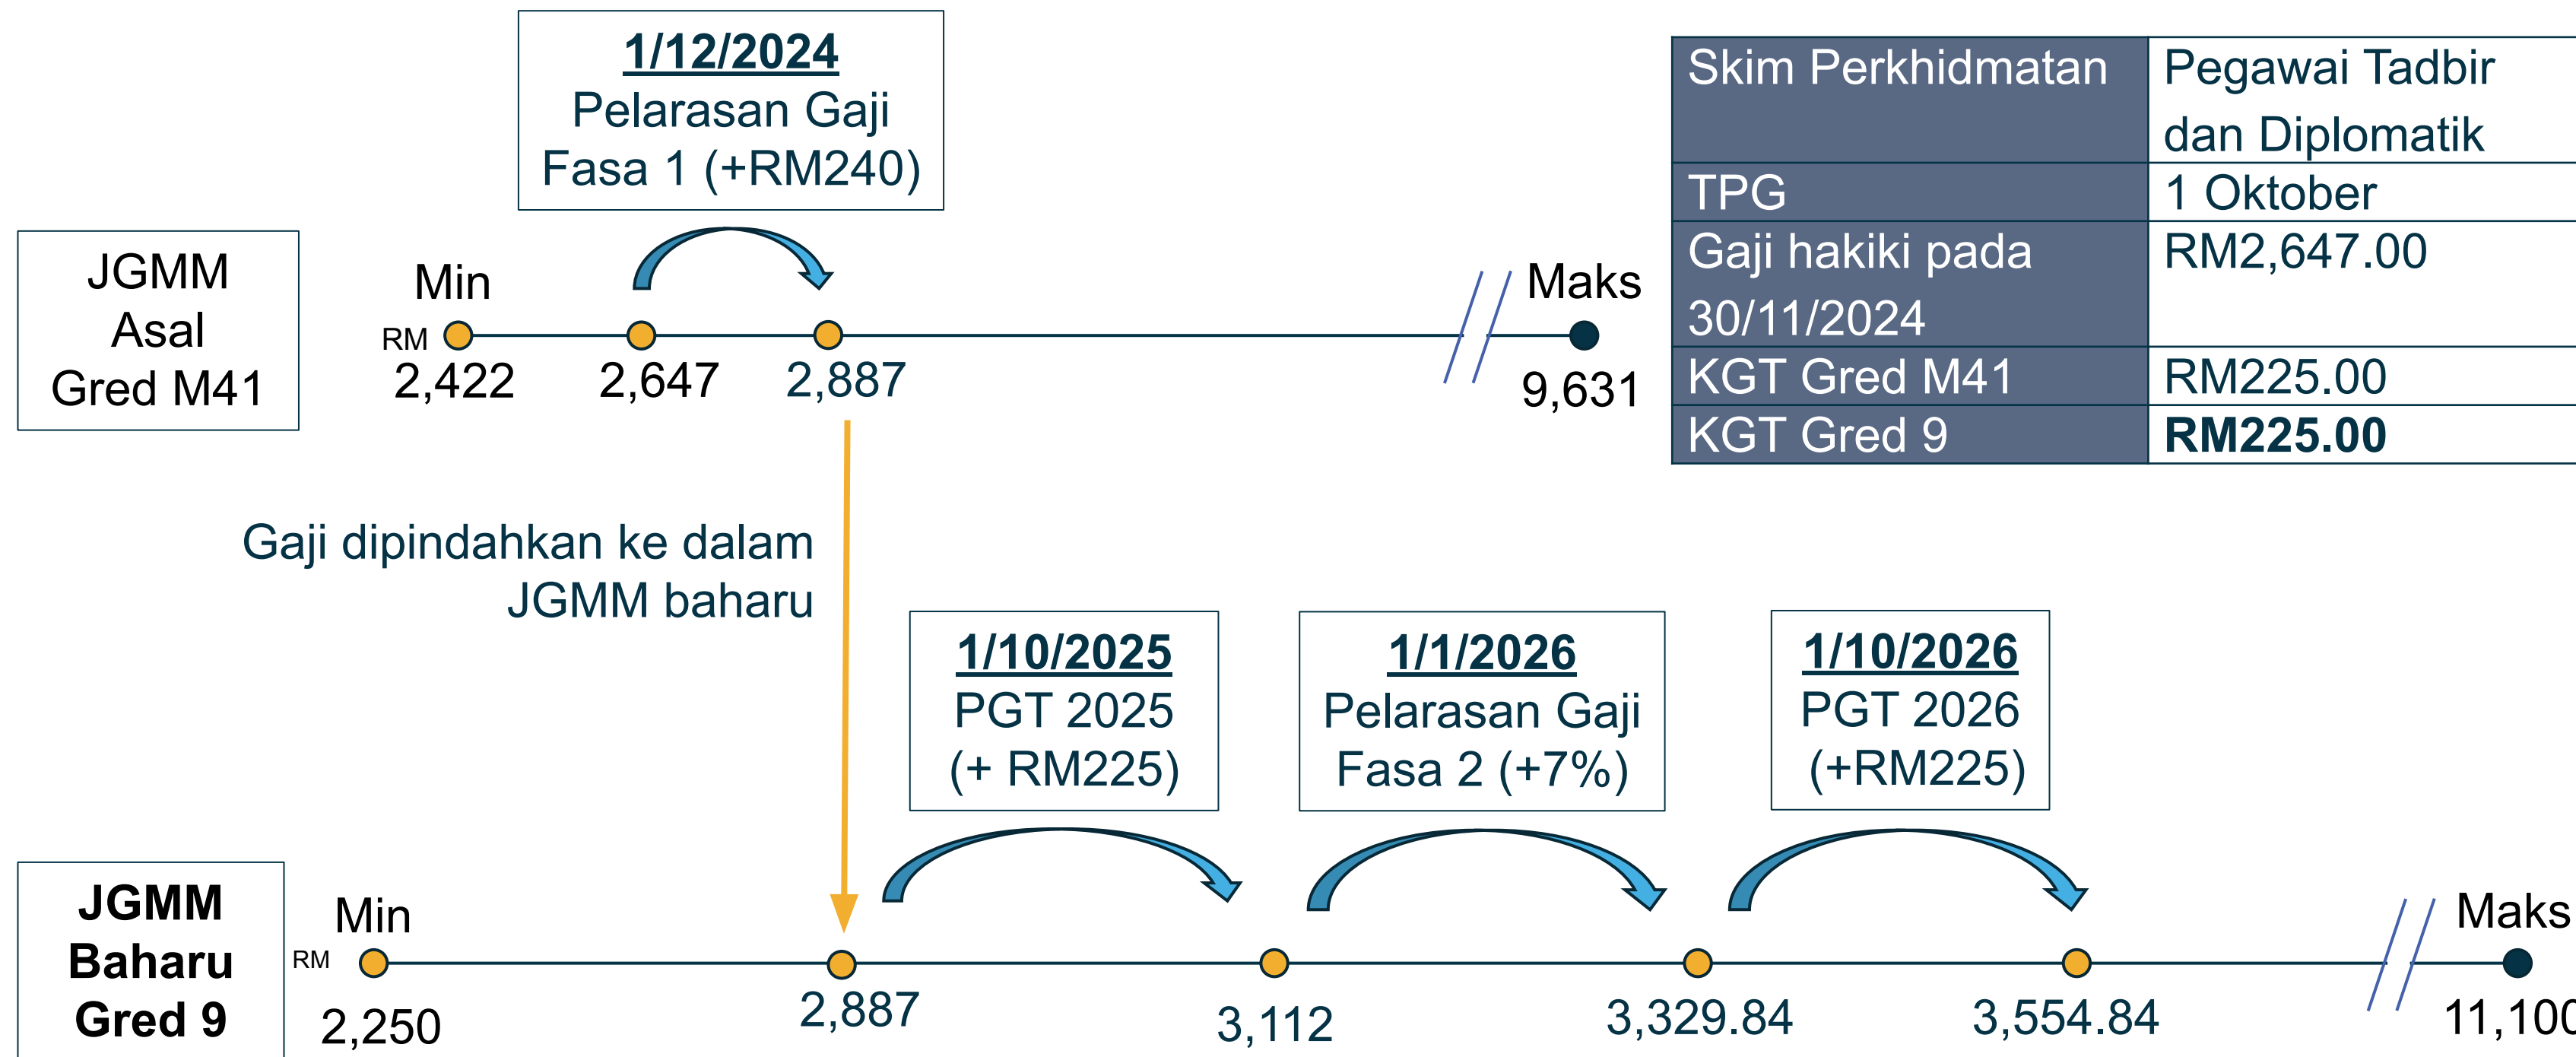 1/12/2024
Pelarasan Gaji
Fasa 1 (+RM240)
Skim Perkhidmatan
Pegawai Tadbir
dan Diplomatik
TPG
1 Oktober
Gaji hakiki pada
30/11/2024
RM2,647.00
KGT Gred M41
RM225.00
KGT Gred 9
RM225.00
JGMM
Asal
Gred M41
Min
Maks
RM
2,422
2,647
2,887
9,631
Gaji dipindahkan ke dalam
JGMM baharu
1/10/2025
PGT 2025
(+ RM225)
1/1/2026
Pelarasan Gaji
Fasa 2 (+7%)
1/10/2026
PGT 2026
(+RM225)
JGMM
Baharu
Gred 9
Min
Maks
RM
2,250
2,887
3,112
3,329.84
3,554.84
11,100